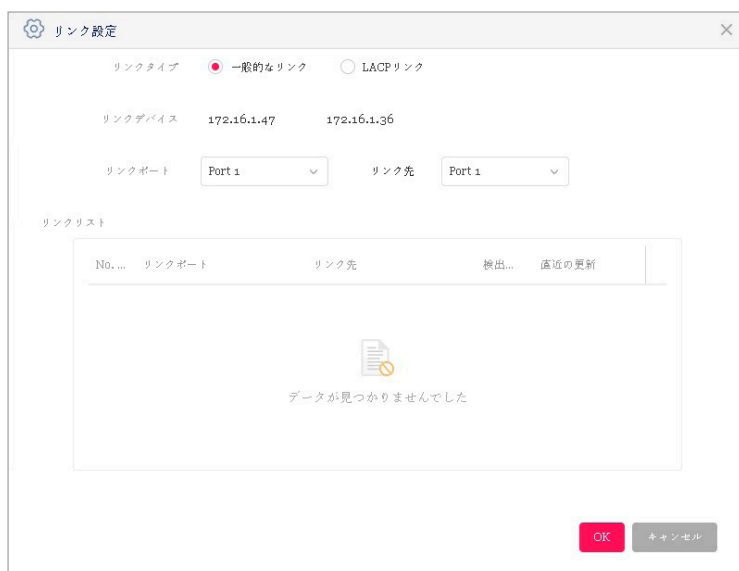 リンク設定
リンクタイプ 一般的なリンク LACPリンク
リンクデバイス 172.16.1.47 172.16.1.36
リンクポート Port 1 リンク先 Port 1
リンクリスト
No. ... リンクポート リンク先 検出... 直近の更新
データが見つかりませんでした
OK キャンセル